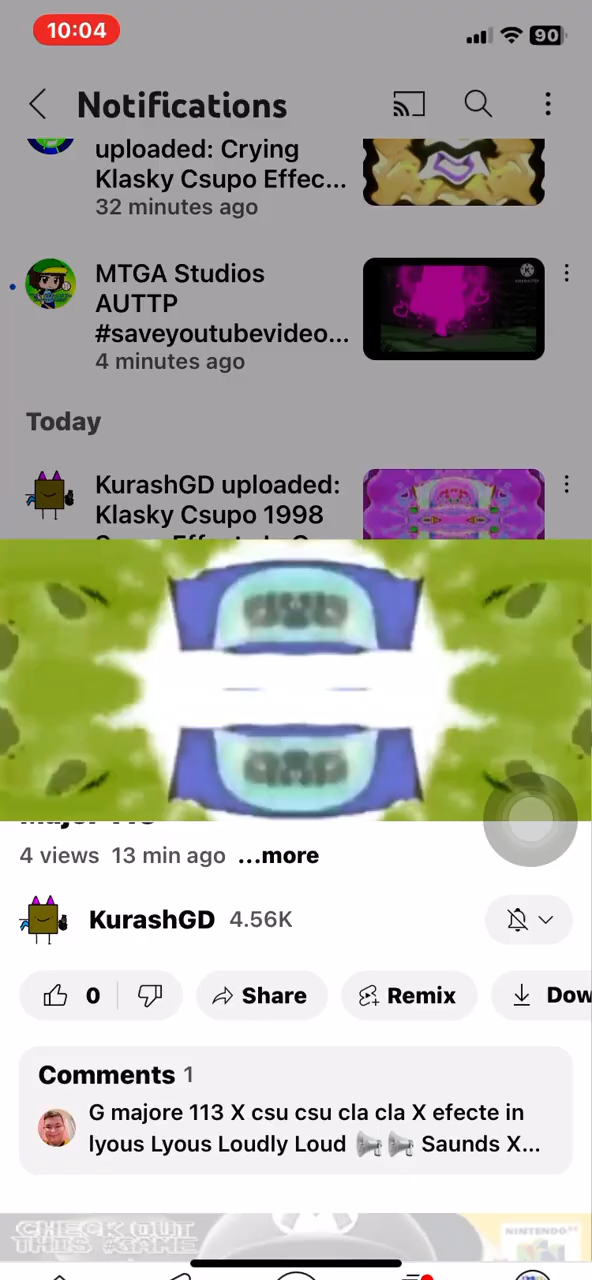 10:04
90
Notifications
uploaded: Crying
Klasky Csupo Effec...
32 minutes ago
MTGA Studios
AUTTP
#saveyoutubevideo...
4 minutes ago
Today
KurashGD uploaded:
Klasky Csupo 1998
4 views 13 min ago ...more
KurashGD 4.56K
0
Share
Remix
Dow
Comments 1
G majore 113 X csu csu cla cla X efecte in
lyous Lyous Loudly Loud 📢📢 Saunds X...
CHECK OUT
THIS #GAME
NINTENDO